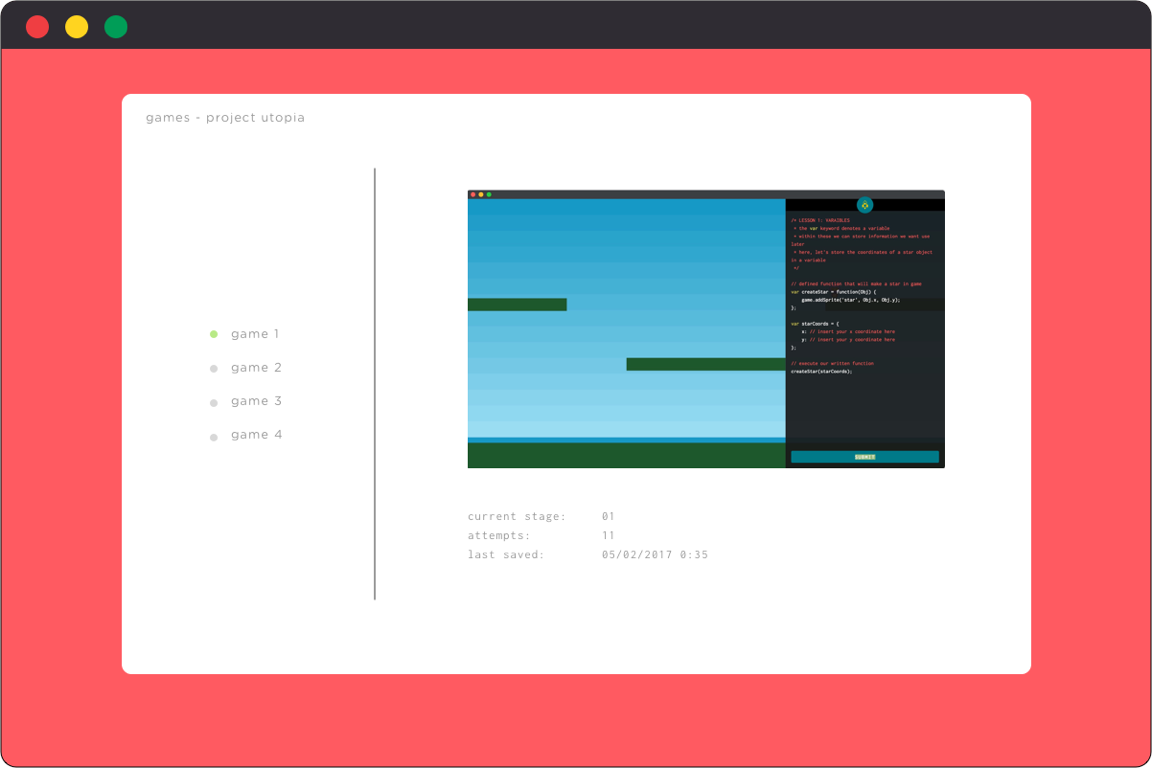 games - project utopia
game 1
game 2
game 3
game 4
/* LESSON 1: VARAIBLES
* the var keyword denotes a variable
* within these we can store information we want use
later
* here, let's store the coordinates of a star object
in a variable
*/
// defined function that will make a star in game
var createStar = function(Obj) {
game.addSprite('star', Obj.x, Obj.y);
};
var starCoords = {
x: // insert your x coordinate here
y: // insert your y coordinate here
};
// execute our written function
createStar(starCoords);
SUBMIT
current stage: 01
attempts: 11
last saved: 05/02/2017 0:35